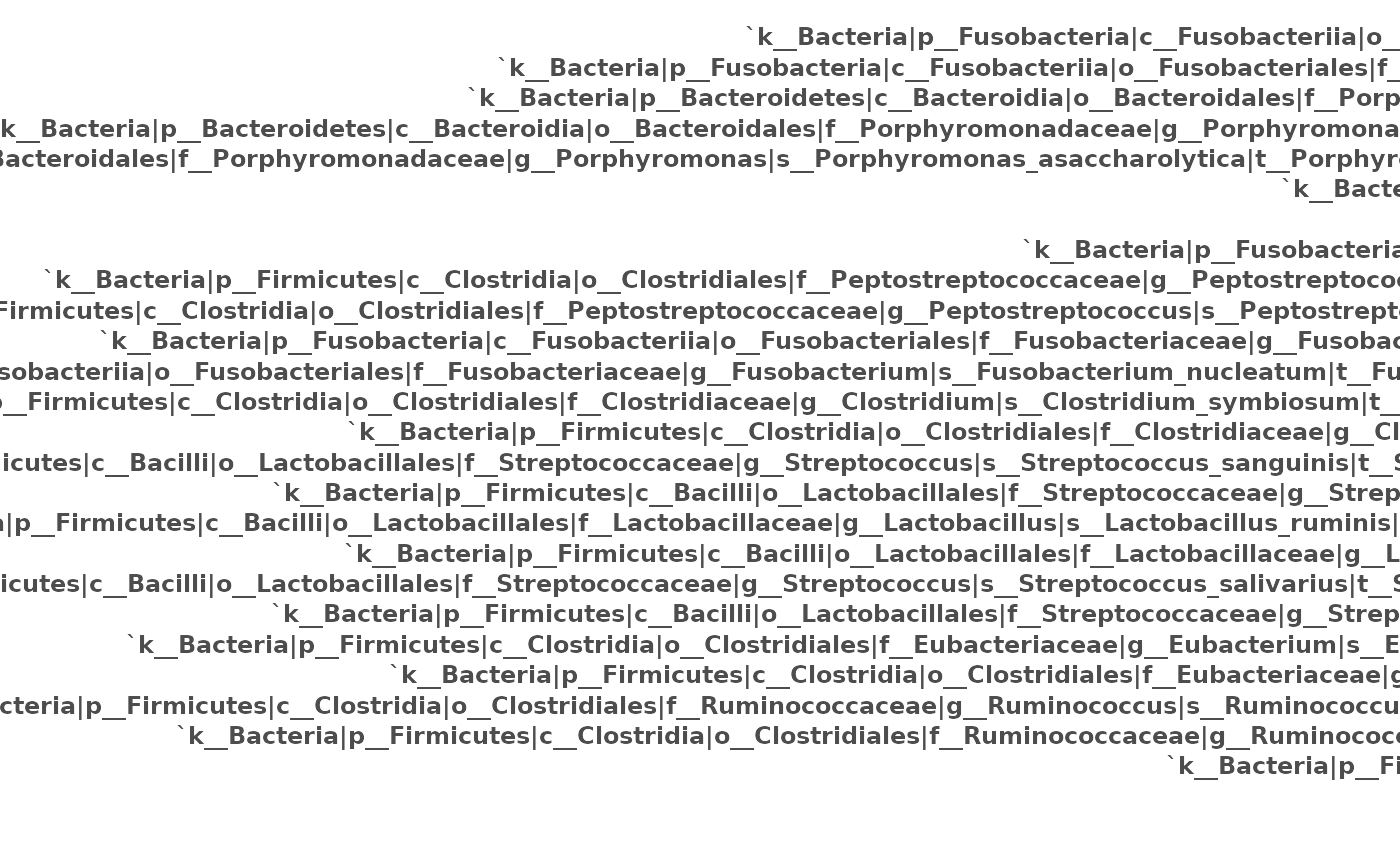 `k__Bacteria|p__Fusobacteria|c__Fusobacteriia|o__
`k__Bacteria|p__Fusobacteria|c__Fusobacteriia|o__Fusobacteriales|f_
`k__Bacteria|p__Bacteroidetes|c__Bacteroidia|o__Bacteroidales|f__Porp
k__Bacteria|p__Bacteroidetes|c__Bacteroidia|o__Bacteroidales|f__Porphyromonadaceae|g__Porphyromona
Bacteroidales|f__Porphyromonadaceae|g__Porphyromonas|s__Porphyromonas_asaccharolytica|t__Porphyro
`k__Bacte
`k__Bacteria|p__Fusobacteria
`k__Bacteria|p__Firmicutes|c__Clostridia|o__Clostridiales|f__Peptostreptococcaceae|g__Peptostreptococ
Firmicutes|c__Clostridia|o__Clostridiales|f__Peptostreptococcaceae|g__Peptostreptococcus|s__Peptostrepto
`k__Bacteria|p__Fusobacteria|c__Fusobacteriia|o__Fusobacteriales|f__Fusobacteriaceae|g__Fusobac
sobacteriia|o__Fusobacteriales|f__Fusobacteriaceae|g__Fusobacterium|s__Fusobacterium_nucleatum|t__Fu
p__Firmicutes|c__Clostridia|o__Clostridiales|f__Clostridiaceae|g__Clostridium|s__Clostridium_symbiosum|t__
`k__Bacteria|p__Firmicutes|c__Clostridia|o__Clostridiales|f__Clostridiaceae|g__Cl
icutes|c__Bacilli|o__Lactobacillales|f__Streptococcaceae|g__Streptococcus|s__Streptococcus_sanguinis|t__S
`k__Bacteria|p__Firmicutes|c__Bacilli|o__Lactobacillales|f__Streptococcaceae|g__Strep
a|p__Firmicutes|c__Bacilli|o__Lactobacillales|f__Lactobacillaceae|g__Lactobacillus|s__Lactobacillus_ruminis|
`k__Bacteria|p__Firmicutes|c__Bacilli|o__Lactobacillales|f__Lactobacillaceae|g__L
icutes|c__Bacilli|o__Lactobacillales|f__Streptococcaceae|g__Streptococcus|s__Streptococcus_salivarius|t__S
`k__Bacteria|p__Firmicutes|c__Bacilli|o__Lactobacillales|f__Streptococcaceae|g__Strep
`k__Bacteria|p__Firmicutes|c__Clostridia|o__Clostridiales|f__Eubacteriaceae|g__Eubacterium|s__E
`k__Bacteria|p__Firmicutes|c__Clostridia|o__Clostridiales|f__Eubacteriaceae|g
cteria|p__Firmicutes|c__Clostridia|o__Clostridiales|f__Ruminococcaceae|g__Ruminococcus|s__Ruminococcu
`k__Bacteria|p__Firmicutes|c__Clostridia|o__Clostridiales|f__Ruminococcaceae|g__Ruminococc
`k__Bacteria|p__Fi